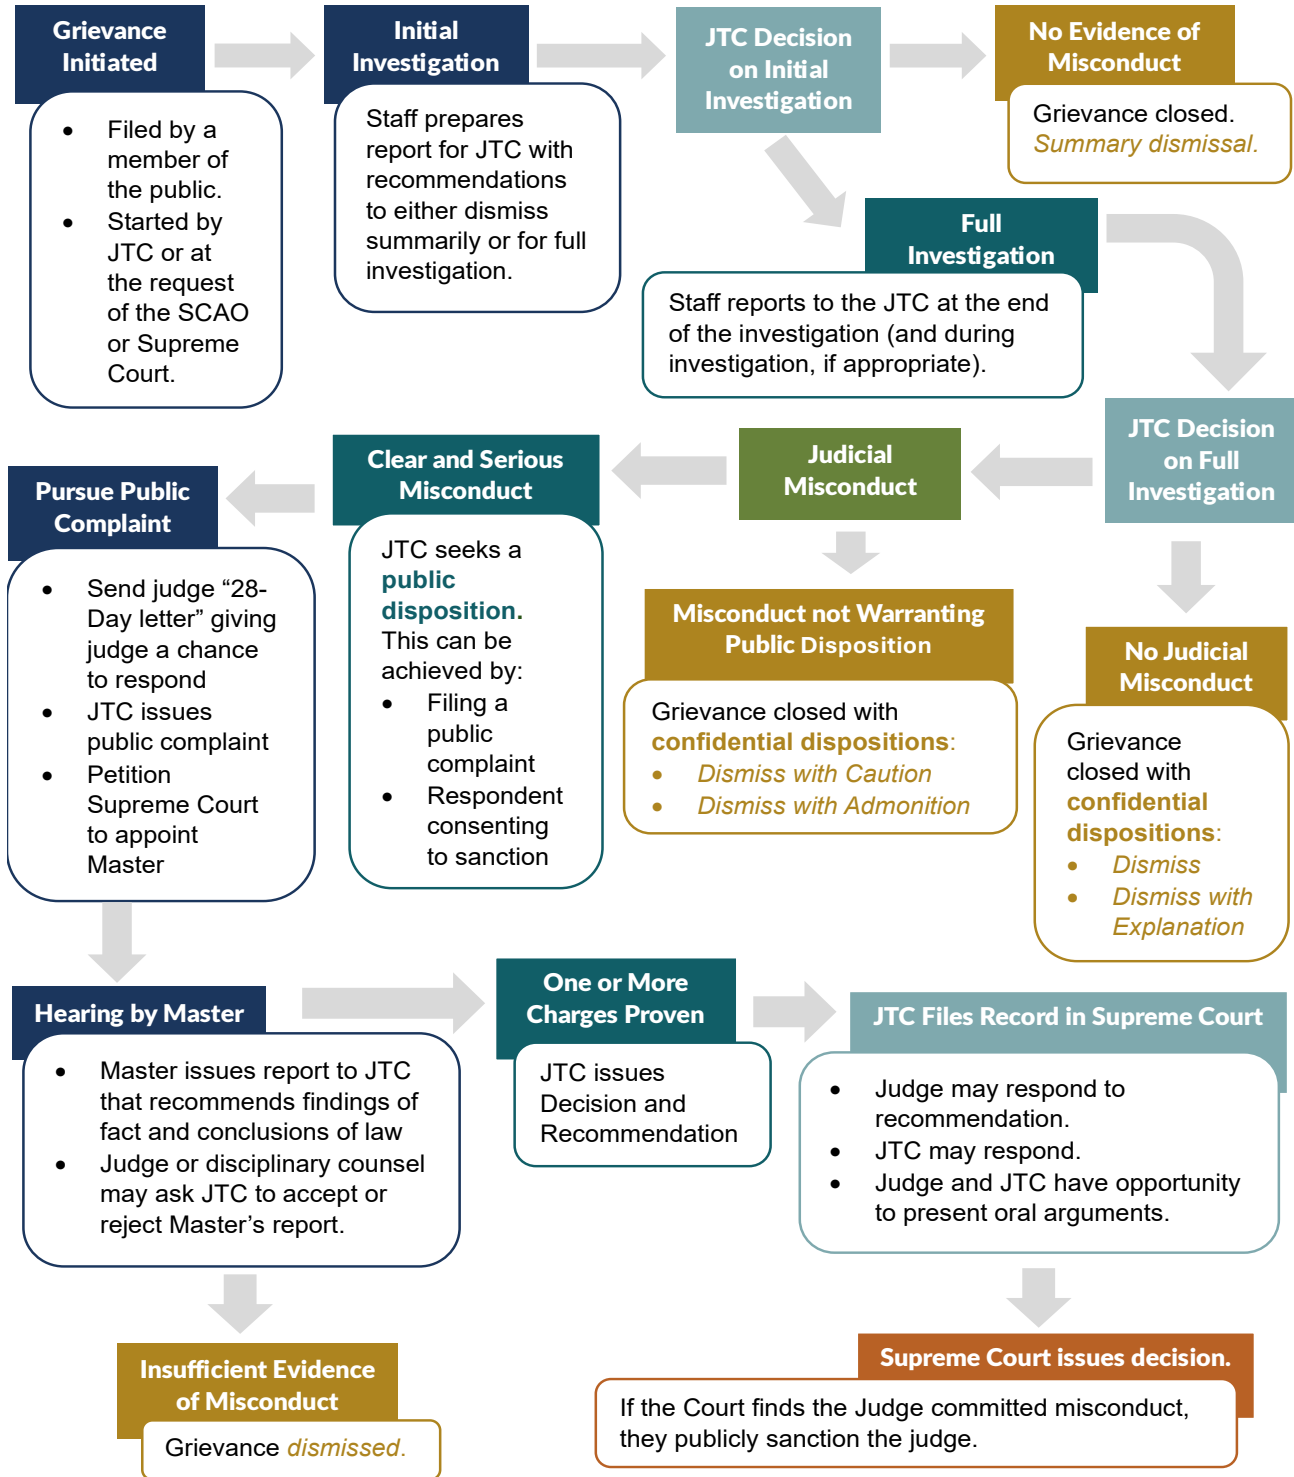 Grievance
Initiated
• Filed by a
member of
the public.
• Started by
JTC or at
the request
of the SCAO
or Supreme
Court.
Initial
Investigation
Staff prepares
report for JTC with
recommendations
to either dismiss
summarily or for full
investigation.
JTC Decision
on Initial
Investigation
No Evidence of
Misconduct
Grievance closed.
Summary dismissal.
Full
Investigation
Staff reports to the JTC at the end
of the investigation (and during
investigation, if appropriate).
JTC Decision
on Full
Investigation
Judicial
Misconduct
Clear and Serious
Misconduct
JTC seeks a
public
disposition.
This can be
achieved by:
• Filing a
public
complaint
• Respondent
consenting
to sanction
Pursue Public
Complaint
• Send judge “28-
Day letter” giving
judge a chance
to respond
• JTC issues
public complaint
• Petition
Supreme Court
to appoint
Master
Misconduct not Warranting
Public Disposition
Grievance closed with
confidential dispositions:
• Dismiss with Caution
• Dismiss with Admonition
No Judicial
Misconduct
Grievance
closed with
confidential
dispositions:
• Dismiss
• Dismiss with
Explanation
Hearing by Master
• Master issues report to JTC
that recommends findings of
fact and conclusions of law
• Judge or disciplinary counsel
may ask JTC to accept or
reject Master’s report.
One or More
Charges Proven
JTC issues
Decision and
Recommendation
JTC Files Record in Supreme Court
• Judge may respond to
recommendation.
• JTC may respond.
• Judge and JTC have opportunity
to present oral arguments.
Insufficient Evidence
of Misconduct
Grievance dismissed.
Supreme Court issues decision.
If the Court finds the Judge committed misconduct,
they publicly sanction the judge.